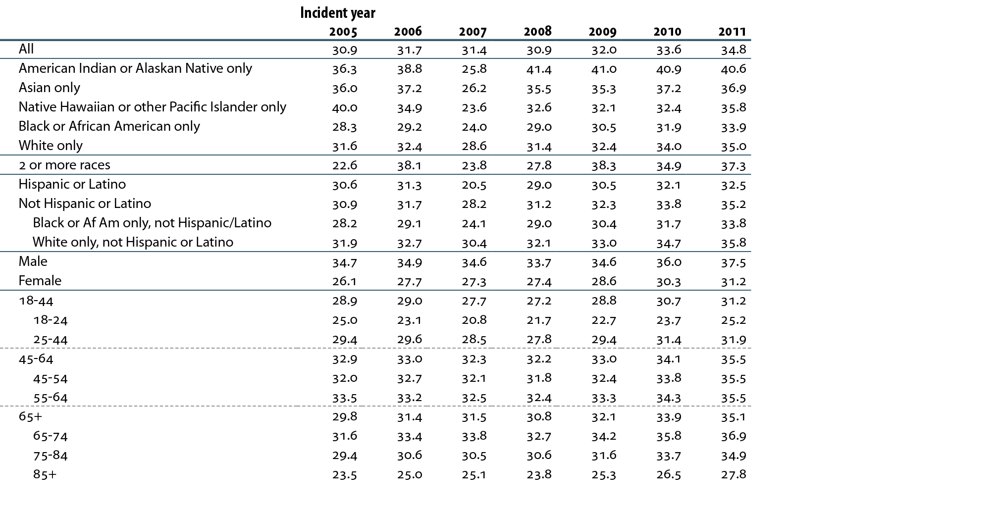 Incident year
2005 2006 2007 2008 2009 2010 2011
All 30.9 31.7 31.4 30.9 32.0 33.6 34.8
American Indian or Alaskan Native only 36.3 38.8 25.8 41.4 41.0 40.9 40.6
Asian only 36.0 37.2 26.2 35.5 35.3 37.2 36.9
Native Hawaiian or other Pacific Islander only 40.0 34.9 23.6 32.6 32.1 32.4 35.8
Black or African American only 28.3 29.2 24.0 29.0 30.5 31.9 33.9
White only 31.6 32.4 28.6 31.4 32.4 34.0 35.0
2 or more races 22.6 38.1 23.8 27.8 38.3 34.9 37.3
Hispanic or Latino 30.6 31.3 20.5 29.0 30.5 32.1 32.5
Not Hispanic or Latino 30.9 31.7 28.2 31.2 32.3 33.8 35.2
Black or Af Am only, not Hispanic/Latino 28.2 29.1 24.1 29.0 30.4 31.7 33.8
White only, not Hispanic or Latino 31.9 32.7 30.4 32.1 33.0 34.7 35.8
Male 34.7 34.9 34.6 33.7 34.6 36.0 37.5
Female 26.1 27.7 27.3 27.4 28.6 30.3 31.2
18-44 28.9 29.0 27.7 27.2 28.8 30.7 31.2
18-24 25.0 23.1 20.8 21.7 22.7 23.7 25.2
25-44 29.4 29.6 28.5 27.8 29.4 31.4 31.9
45-64 32.9 33.0 32.3 32.2 33.0 34.1 35.5
45-54 32.0 32.7 32.1 31.8 32.4 33.8 35.5
55-64 33.5 33.2 32.5 32.4 33.3 34.3 35.5
65+ 29.8 31.4 31.5 30.8 32.1 33.9 35.1
65-74 31.6 33.4 33.8 32.7 34.2 35.8 36.9
75-84 29.4 30.6 30.5 30.6 31.6 33.7 34.9
85+ 23.5 25.0 25.1 23.8 25.3 26.5 27.8